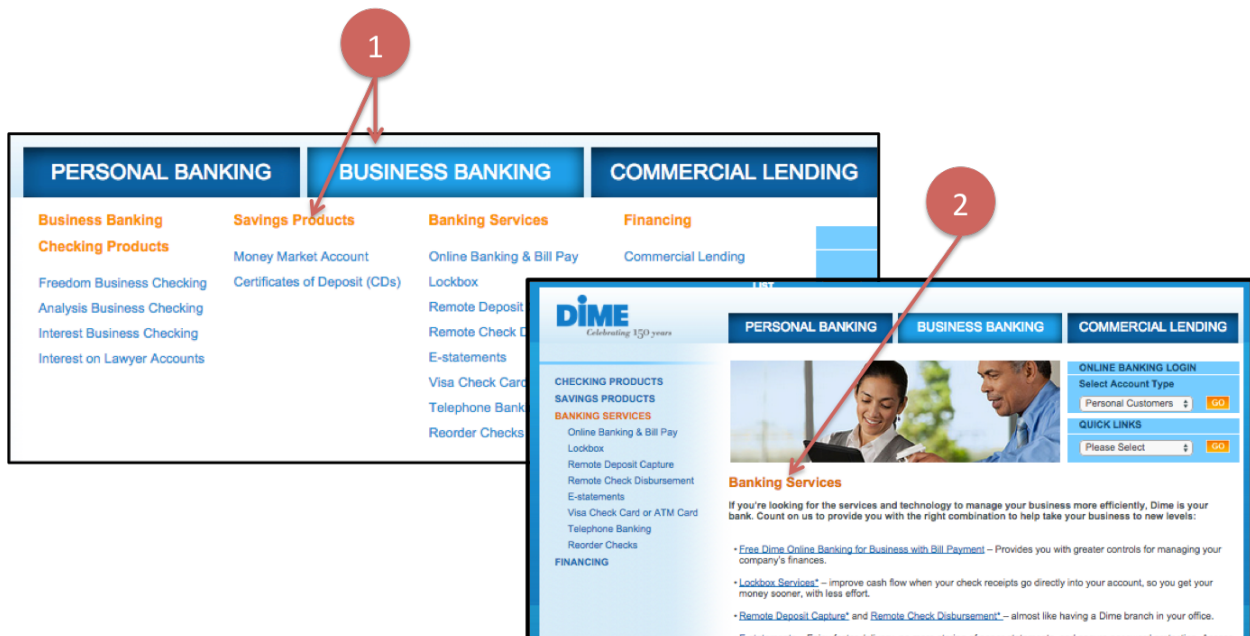 1
PERSONAL BANKING
BUSINESS BANKING
COMMERCIAL LENDING
Business Banking
Checking Products
Freedom Business Checking
Analysis Business Checking
Interest Business Checking
Interest on Lawyer Accounts
Savings Products
Money Market Account
Certificates of Deposit (CDs)
Banking Services
Online Banking & Bill Pay
Lockbox
Remote Deposit
Remote Check D
E-statements
Visa Check Card
Telephone Bank
Reorder Checks
Financing
Commercial Lending
2
LIST
DIME
Celebrating 150 years
PERSONAL BANKING
BUSINESS BANKING
COMMERCIAL LENDING
CHECKING PRODUCTS
SAVINGS PRODUCTS
BANKING SERVICES
Online Banking & Bill Pay
Lockbox
Remote Deposit Capture
Remote Check Disbursement
E-statements
Visa Check Card or ATM Card
Telephone Banking
Reorder Checks
FINANCING
ONLINE BANKING LOGIN
Select Account Type
Personal Customers
GO
QUICK LINKS
Please Select
GO
Banking Services
If you're looking for the services and technology to manage your business more efficiently, Dime is your
bank. Count on us to provide you with the right combination to help take your business to new levels:
• Free Dime Online Banking for Business with Bill Payment – Provides you with greater controls for managing your
company's finances.
• Lockbox Services* – improve cash flow when your check receipts go directly into your account, so you get your
money sooner, with less effort.
• Remote Deposit Capture* and Remote Check Disbursement* – almost like having a Dime branch in your office.